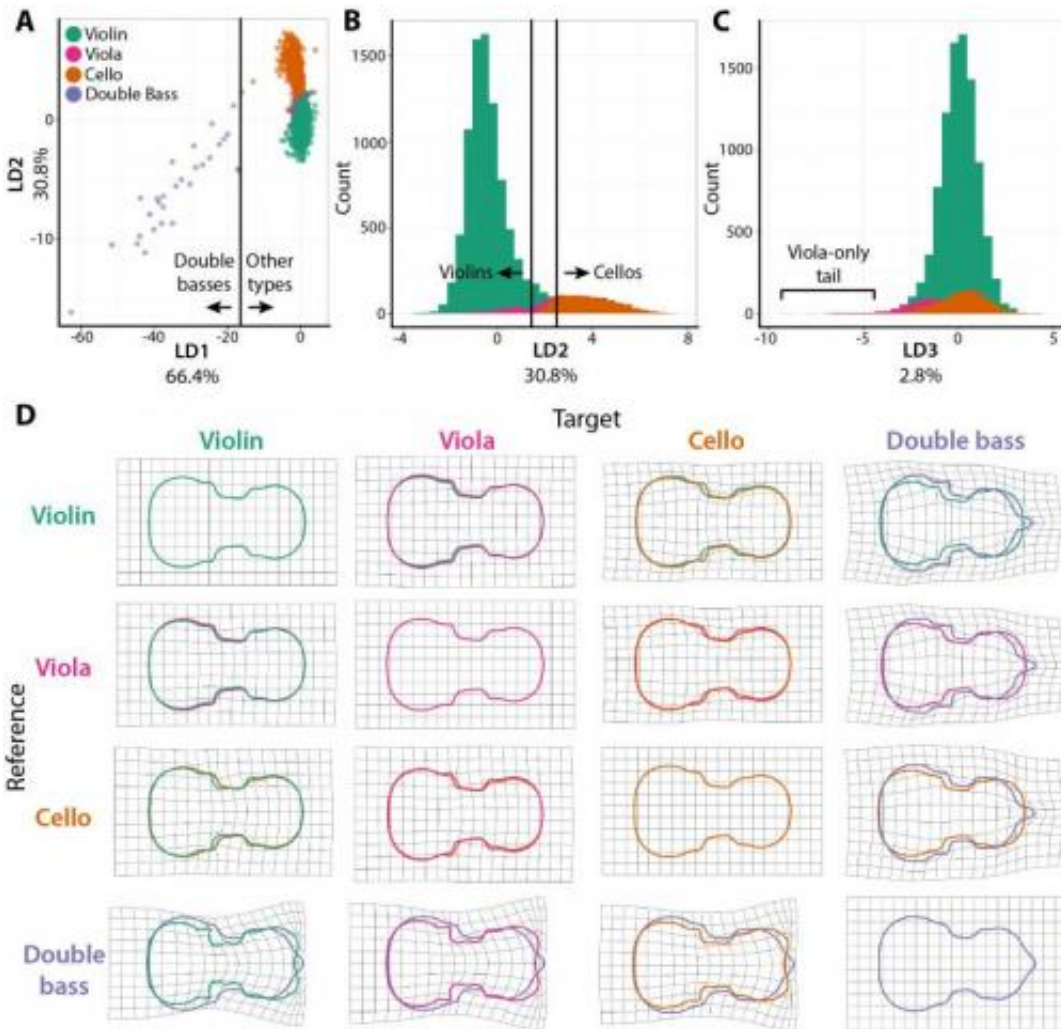 A
Violin
Viola
Cello
Double Bass
0
-10
LD2
30.8%
Double basses
Other types
-60
-40
-20
0
LD1
66.4%
B
1500
1000
500
0
Count
Violins
Cellos
-4
0
4
8
LD2
30.8%
C
1500
1000
500
0
Count
Viola-only
tail
-10
-5
0
5
LD3
2.8%
D
Target
Violin
Viola
Cello
Double bass
Reference
Violin
Viola
Cello
Double
bass